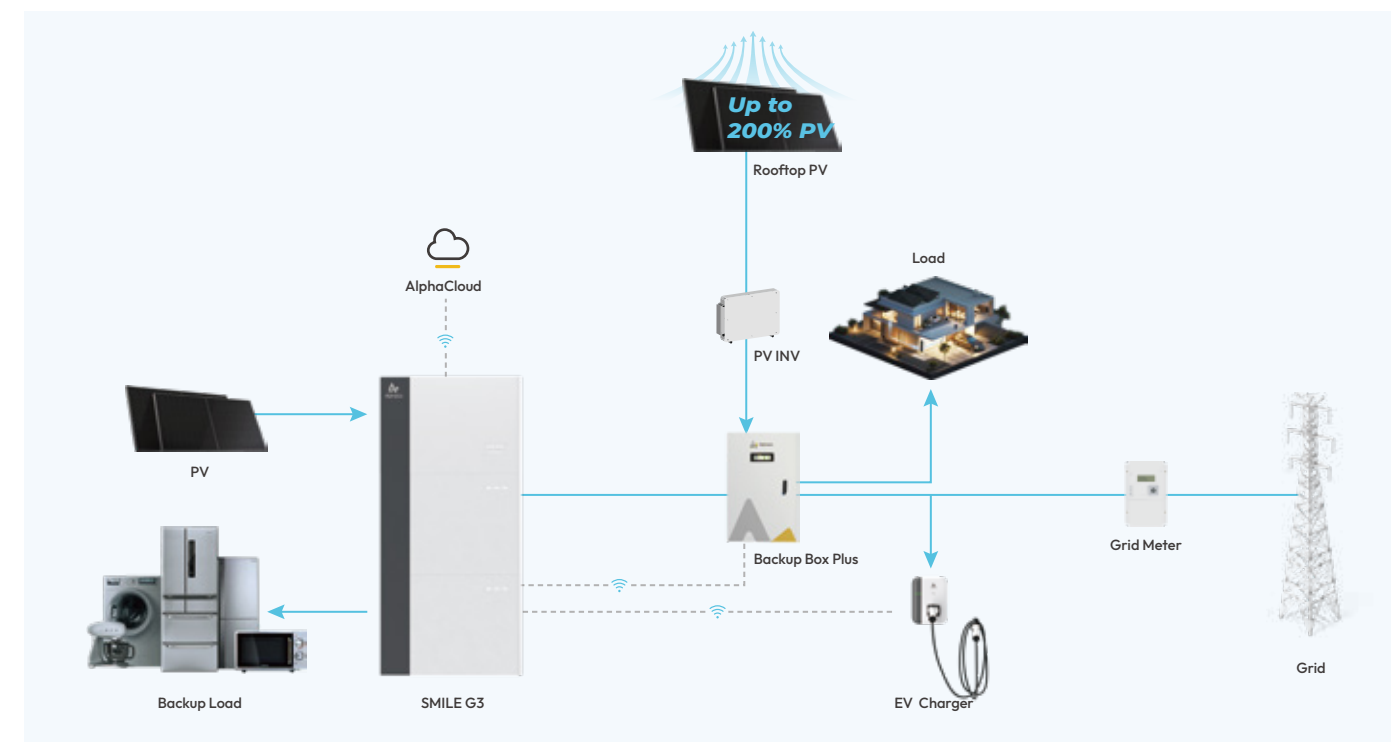 Up to
200% PV
Rooftop PV
AlphaCloud
Load
PV INV
PV
Backup Box Plus
Grid Meter
Backup Load
SMILE G3
EV Charger
Grid